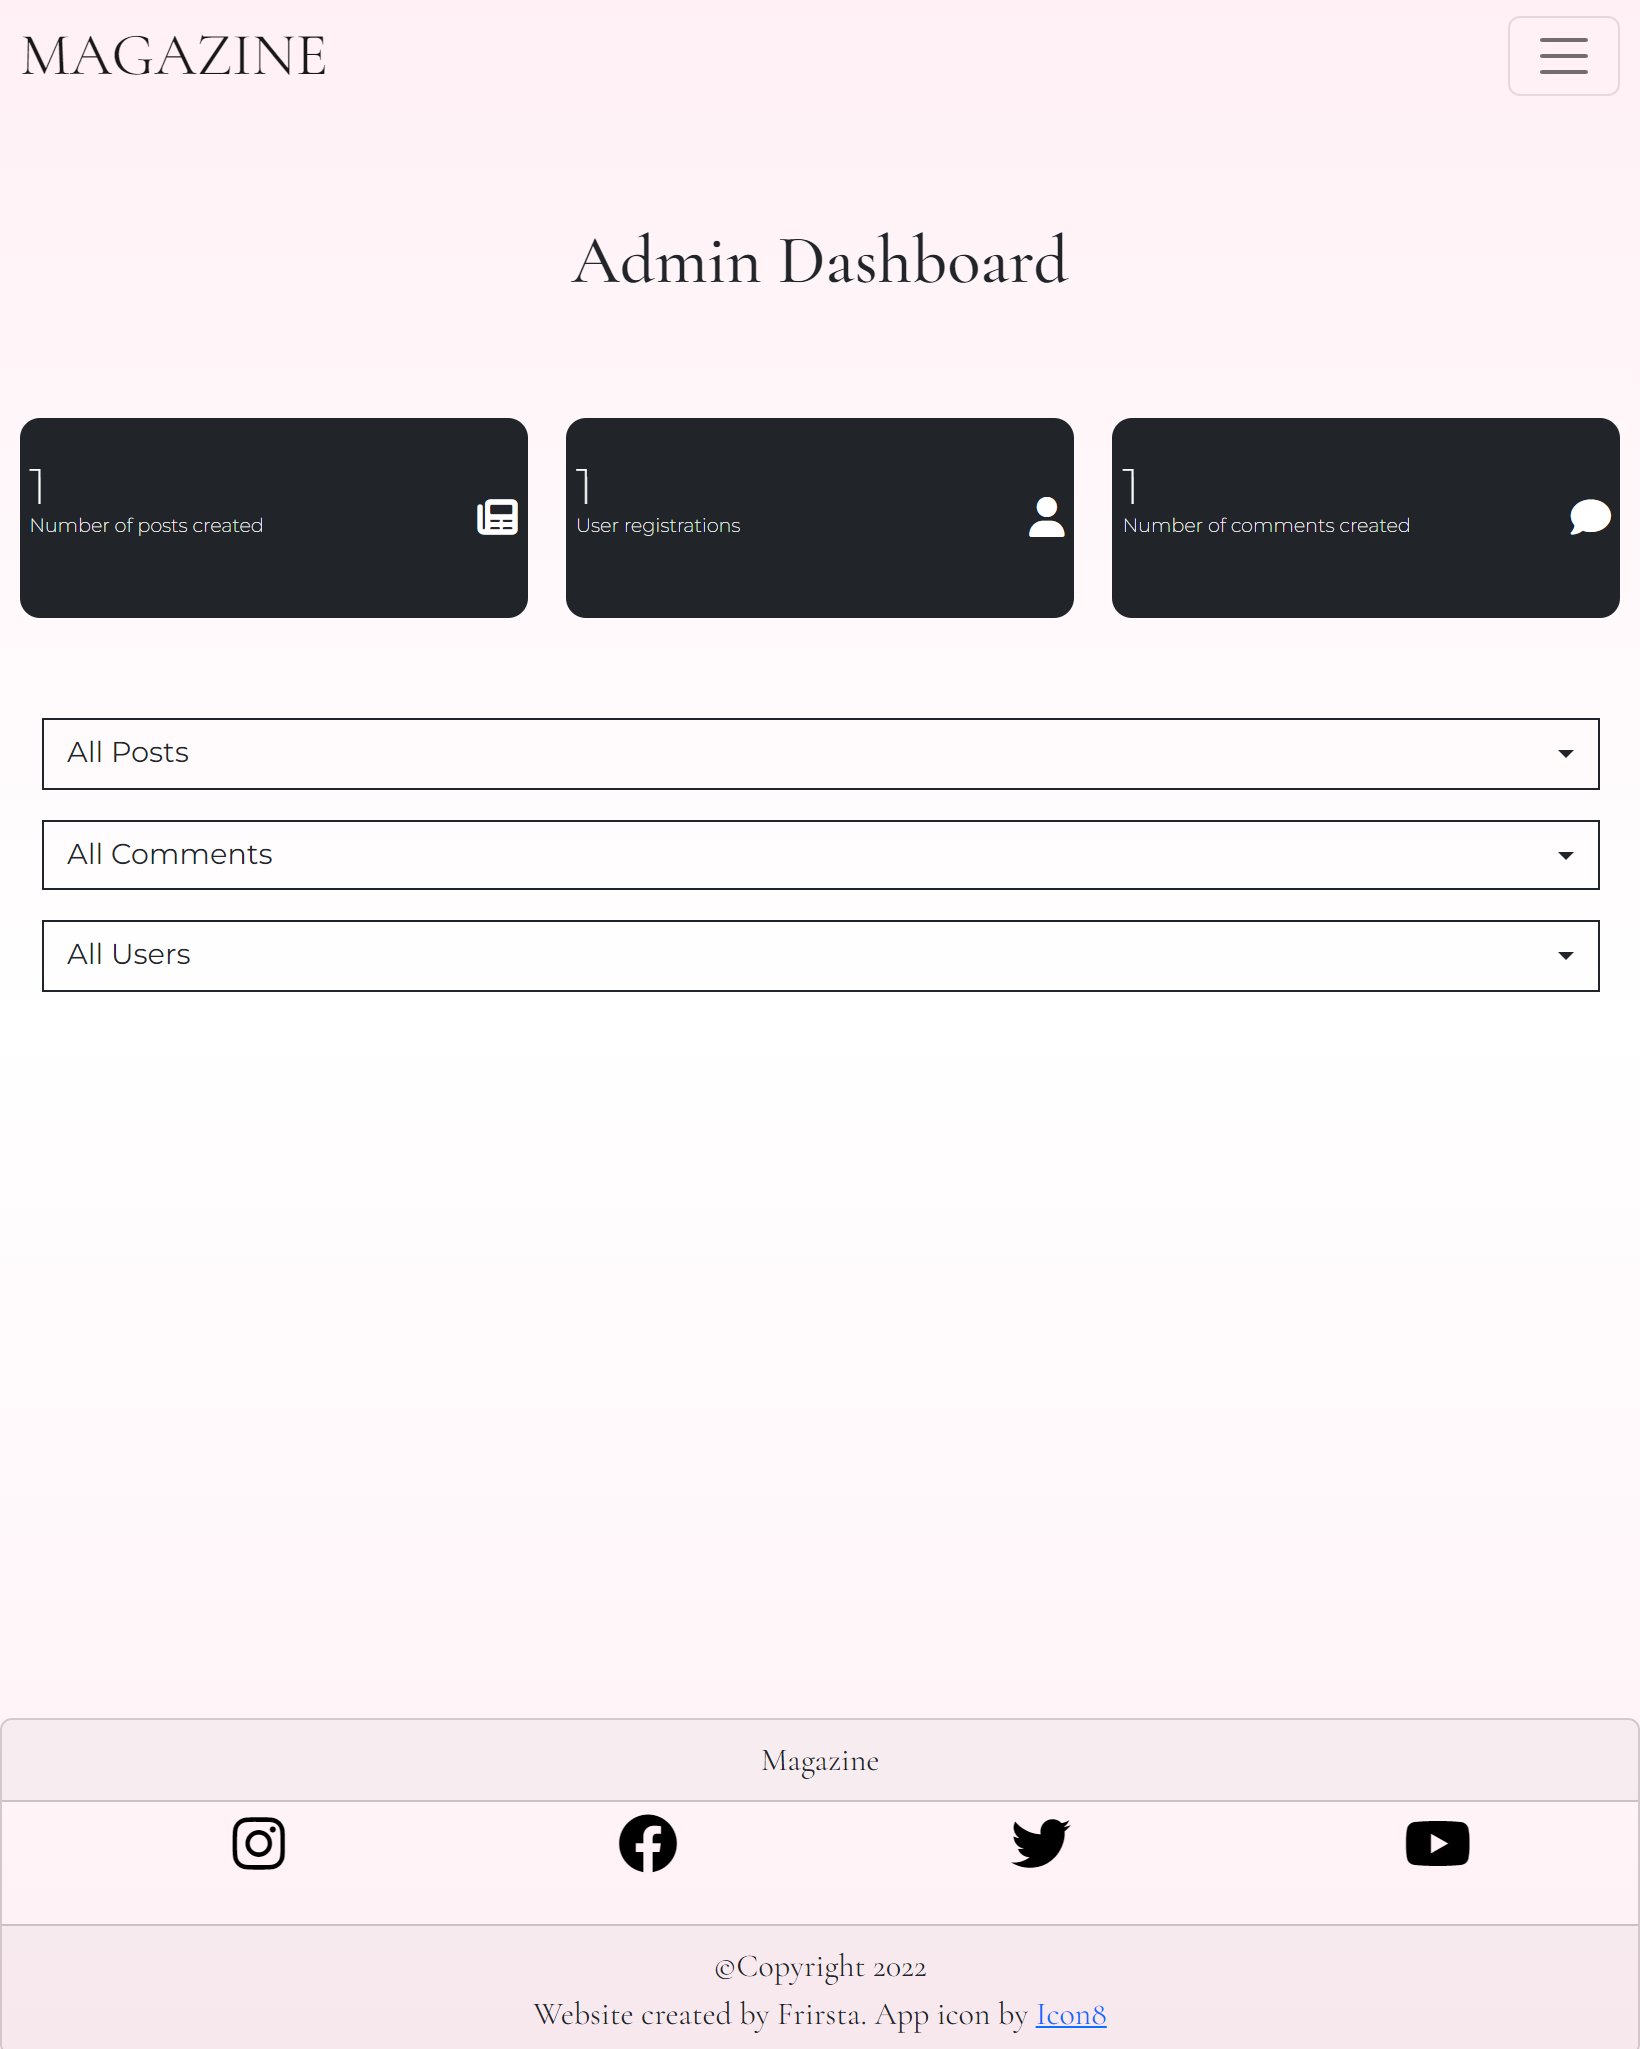 MAGAZINE
Admin Dashboard
1
Number of posts created
1
User registrations
1
Number of comments created
All Posts
All Comments
All Users
Magazine
©Copyright 2022
Website created by Frirsta. App icon by Icon8